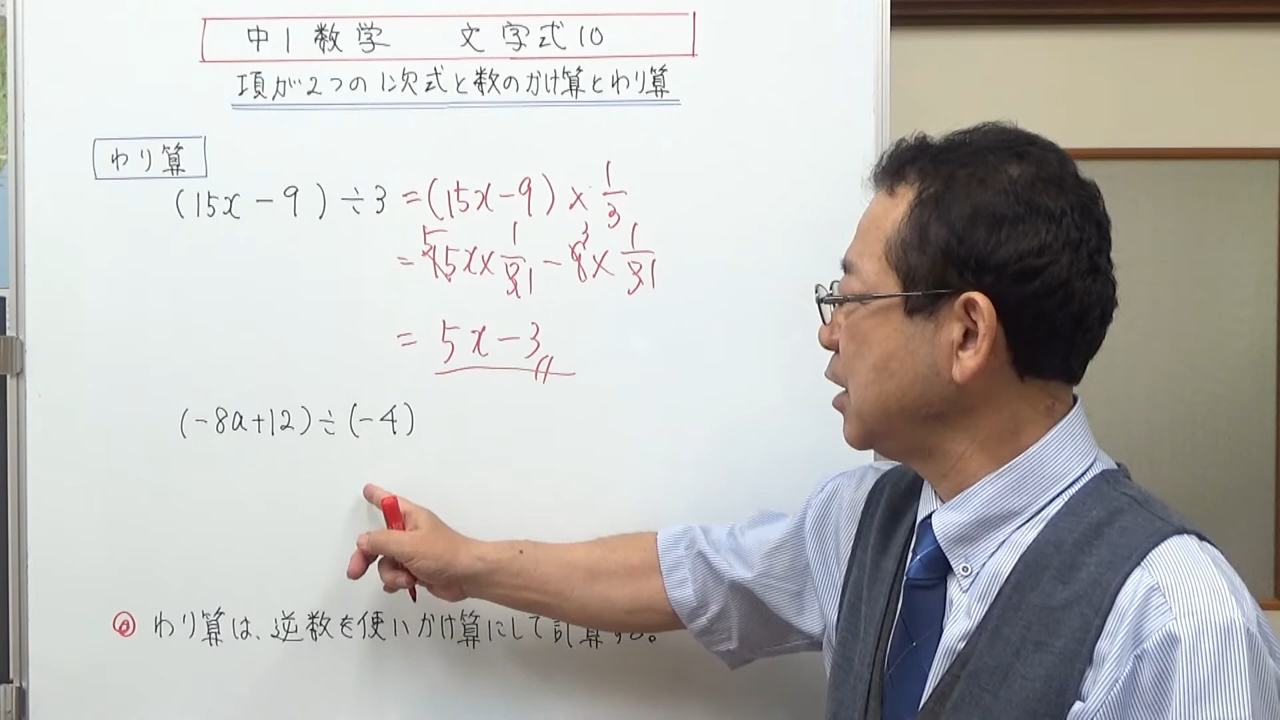 中1数学 文字式10
項が2つの1次式と数のかけ算とわり算
わり算
(15x - 9) ÷ 3 = (15x - 9) × 1/3
= 15x × 1/3 - 9 × 1/3
= 5x - 3
(-8a+12) ÷ (-4)
◎ わり算は、逆数を使いかけ算にして計算する。